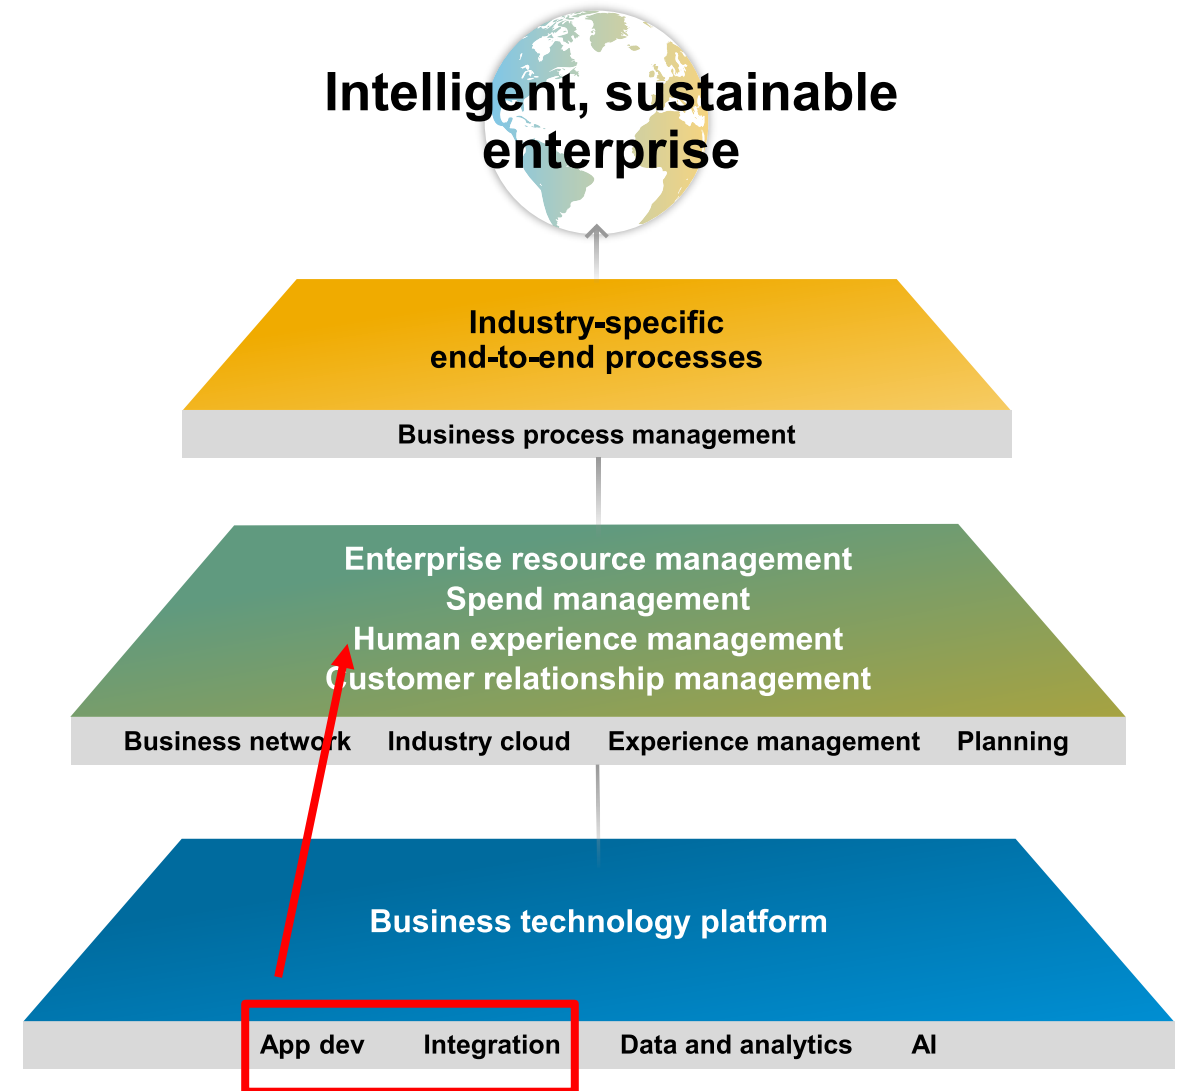 Intelligent, sustainable
enterprise
Industry-specific
end-to-end processes
Business process management
Enterprise resource management
Spend management
Human experience management
Customer relationship management
Business network Industry cloud Experience management Planning
Business technology platform
App dev Integration Data and analytics AI